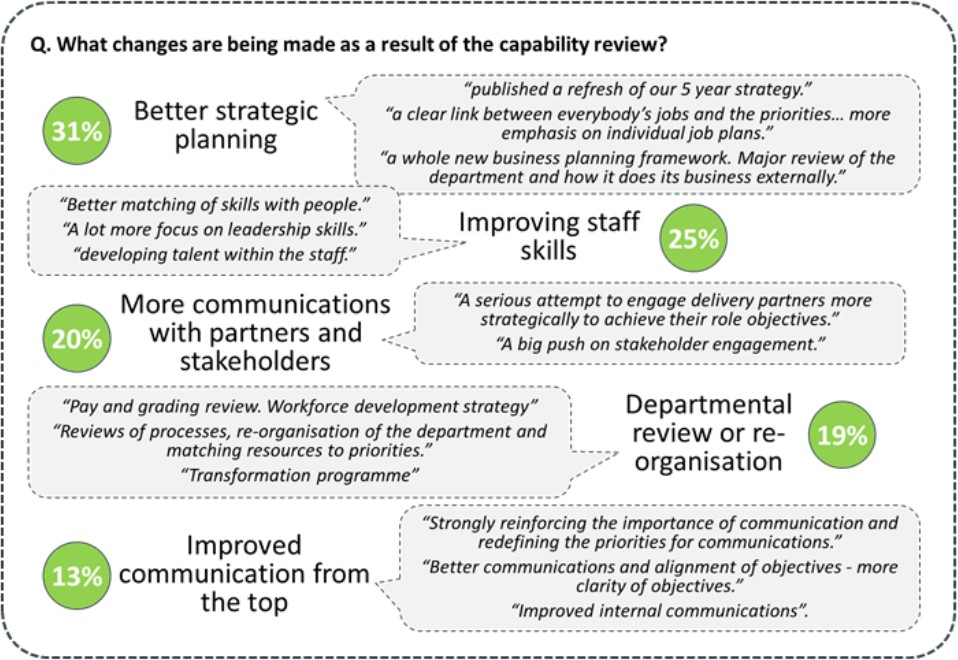 Q. What changes are being made as a result of the capability review?
31%
Better strategic
planning
“published a refresh of our 5 year strategy.”
“a clear link between everybody’s jobs and the priorities... more
emphasis on individual job plans.”
“a whole new business planning framework. Major review of the
department and how it does its business externally.”
“Better matching of skills with people.”
“A lot more focus on leadership skills.”
“developing talent within the staff.”
Improving staff
skills
25%
20%
More communications
with partners and
stakeholders
“A serious attempt to engage delivery partners more
strategically to achieve their role objectives.”
“A big push on stakeholder engagement.”
“Pay and grading review. Workforce development strategy”
“Reviews of processes, re-organisation of the department and
matching resources to priorities.”
“Transformation programme”
Departmental
review or re-
organisation
19%
13%
Improved
communication from
the top
“Strongly reinforcing the importance of communication and
redefining the priorities for communications.”
“Better communications and alignment of objectives - more
clarity of objectives.”
“Improved internal communications”.